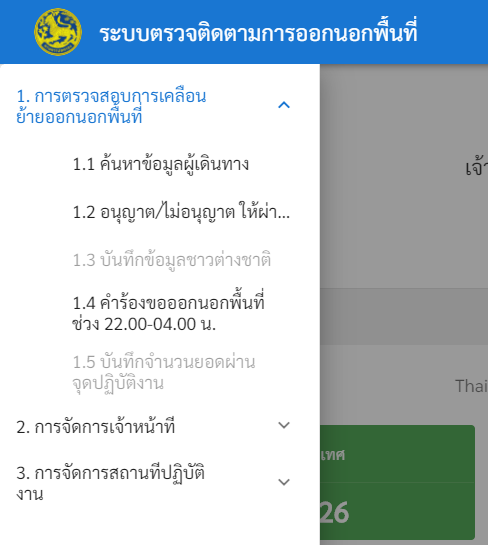 ระบบตรวจติดตามการออกนอกพื้นที่
1. การตรวจสอบการเคลื่อน
ย้ายออกนอกพื้นที่
1.1 ค้นหาข้อมูลผู้เดินทาง
เจ้า
1.2 อนุญาต/ไม่อนุญาต ให้ผ่า...
1.3 บันทึกข้อมูลชาวต่างชาติ
1.4 คำร้องขอออกนอกพื้นที่
ช่วง 22.00-04.00 น.
1.5 บันทึกจำนวนยอดผ่าน
จุดปฏิบัติงาน
Thai
2. การจัดการเจ้าหน้าที่
เทศ
3. การจัดการสถานที่ปฏิบัติ
งาน
26